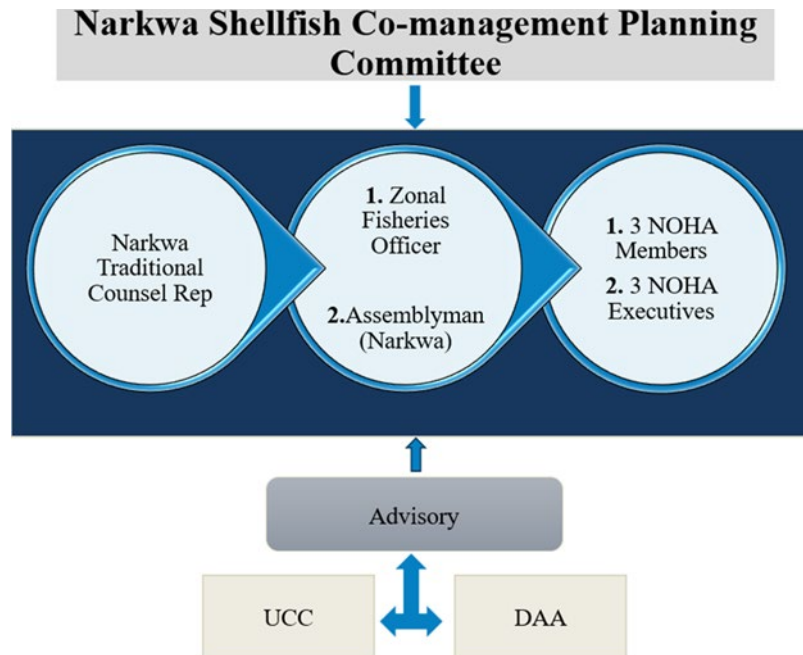 Narkwa Shellfish Co-management Planning
Committee
Narkwa
Traditional
Counsel Rep
1. Zonal
Fisheries
Officer
2.Assemblyman
(Narkwa)
1. 3 NOHA
Members
2. 3 NOHA
Executives
Advisory
UCC
DAA